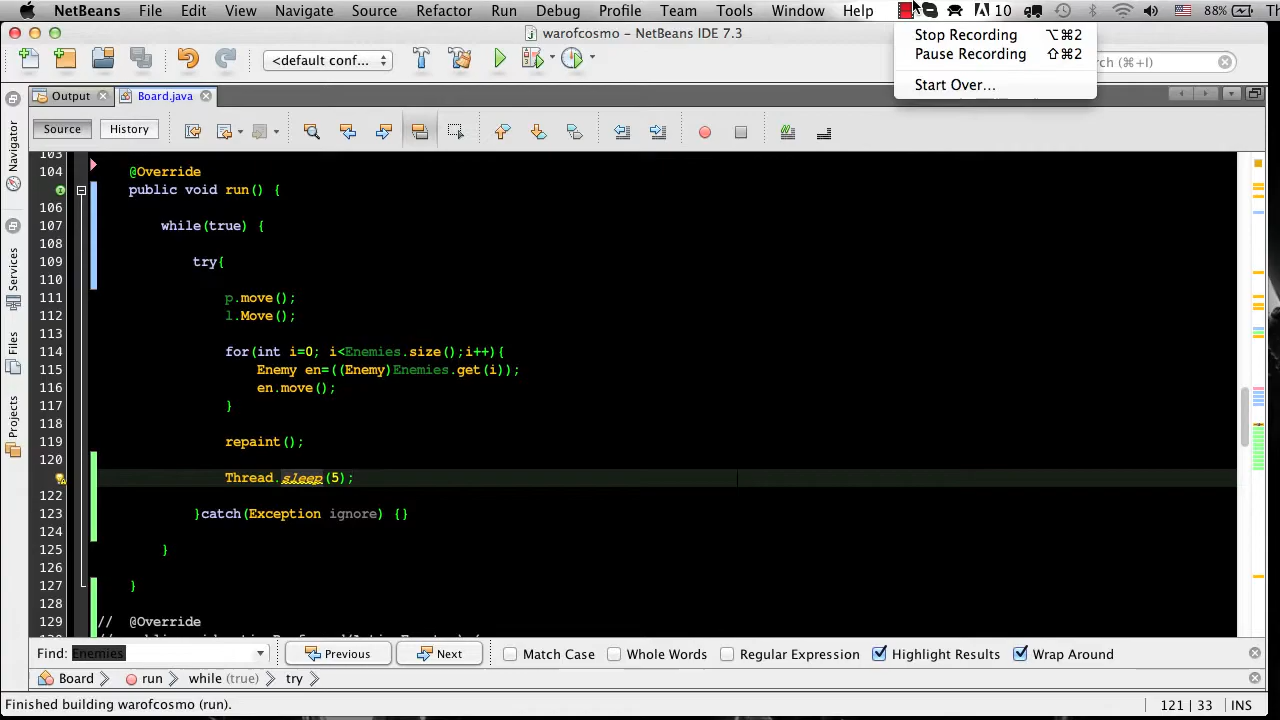 NetBeans File Edit View Navigate Source Refactor Run Debug Profile Team Tools Window Help 10 88%
warofcosmo – NetBeans IDE 7.3
Stop Recording ⌥⌘2
Pause Recording ⇧⌘2
Start Over…
<default conf...
(⌘+I)
Output Board.java
Source History
Navigator
Services
Files
Projects
103
104 @Override
public void run() {
106
107 while(true) {
108
109 try{
110
111 p.move();
112 l.Move();
113
114 for(int i=0; i<Enemies.size();i++){
115 Enemy en=((Enemy)Enemies.get(i));
116 en.move();
117 }
118
119 repaint();
120
Thread.sleep(5);
122
123 }catch(Exception ignore) {}
124
125 }
126
127 }
128
129 // @Override
Find: Enemies Previous Next Match Case Whole Words Regular Expression Highlight Results Wrap Around
Board run while (true) try
Finished building warofcosmo (run). 121 | 33 INS